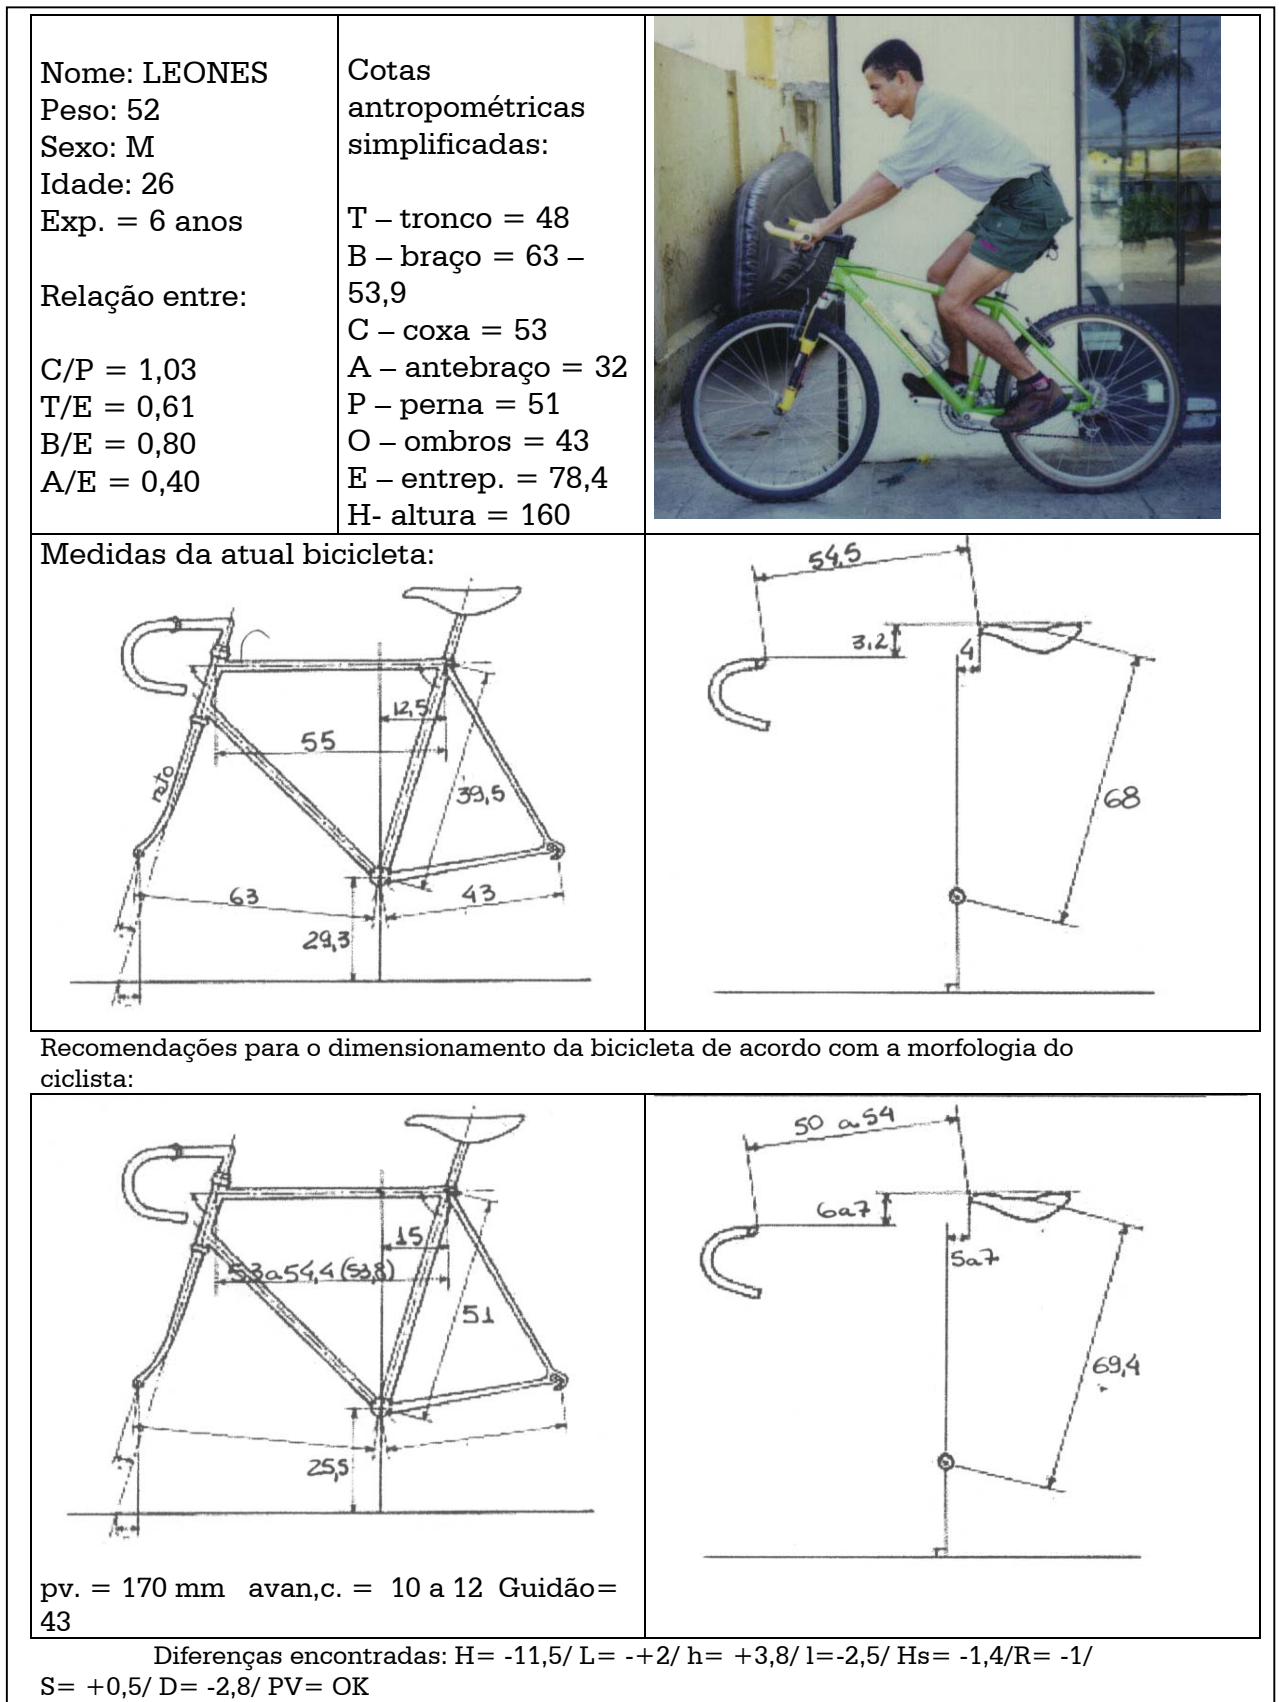 Nome: LEONES
Peso: 52
Sexo: M
Idade: 26
Exp. = 6 anos
Relação entre:
C/P = 1,03
T/E = 0,61
B/E = 0,80
A/E = 0,40
Cotas
antropométricas
simplificadas:
T – tronco = 48
B – braço = 63 –
53,9
C – coxa = 53
A – antebraço = 32
P – perna = 51
O – ombros = 43
E – entrep. = 78,4
H- altura = 160
Medidas da atual bicicleta:
12,5
55
39,5
reto
63
43
29,3
54,5
3,2
4
68
Recomendações para o dimensionamento da bicicleta de acordo com a morfologia do
ciclista:
15
53 a 54,4 (53,8)
51
25,5
50 a 54
6 a 7
5 a 7
69,4
pv. = 170 mm avan,c. = 10 a 12 Guidão=
43
Diferenças encontradas: H= -11,5/ L= -+2/ h= +3,8/ l=-2,5/ Hs= -1,4/R= -1/
S= +0,5/ D= -2,8/ PV= OK